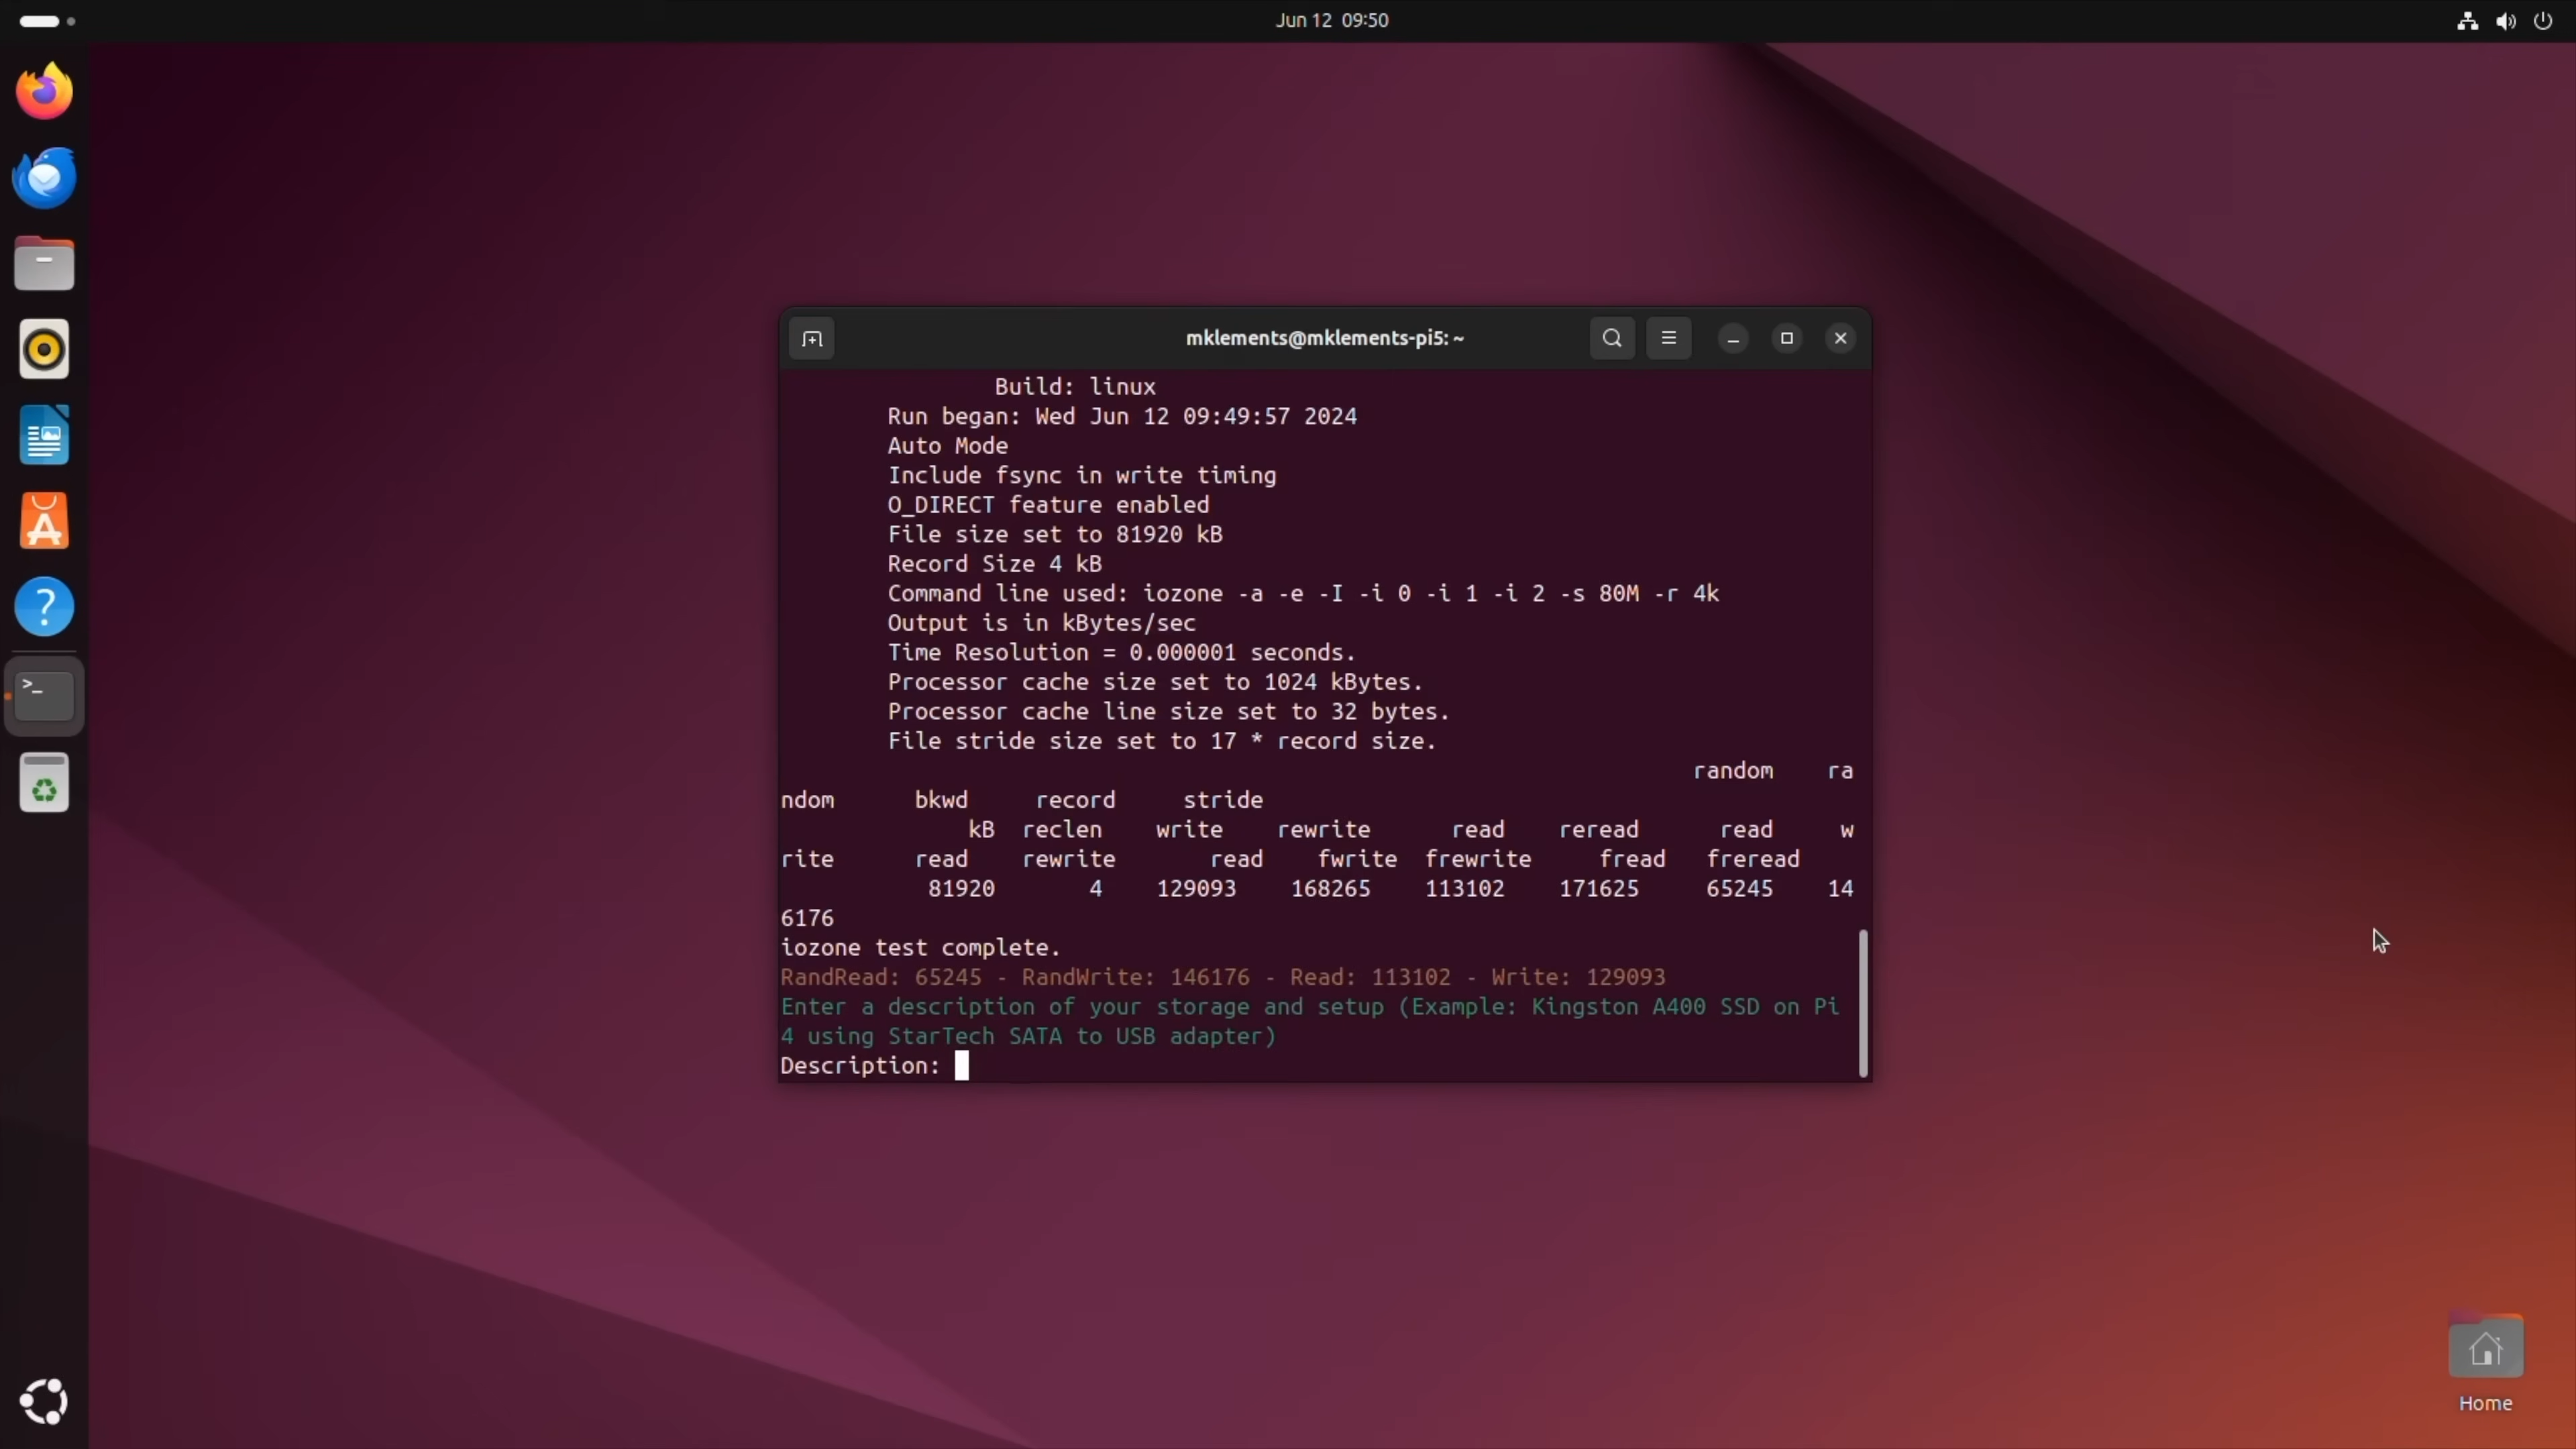 Jun 12 09:50
mklements@mklements-pi5: ~
Build: linux
Run began: Wed Jun 12 09:49:57 2024
Auto Mode
Include fsync in write timing
O_DIRECT feature enabled
File size set to 81920 kB
Record Size 4 kB
Command line used: iozone -a -e -I -i 0 -i 1 -i 2 -s 80M -r 4k
Output is in kBytes/sec
Time Resolution = 0.000001 seconds.
Processor cache size set to 1024 kBytes.
Processor cache line size set to 32 bytes.
File stride size set to 17 * record size.
random ra
ndom bkwd record stride
kB reclen write rewrite read reread read w
rite read rewrite read fwrite frewrite fread freread
81920 4 129093 168265 113102 171625 65245 14
6176
iozone test complete.
RandRead: 65245 - RandWrite: 146176 - Read: 113102 - Write: 129093
Enter a description of your storage and setup (Example: Kingston A400 SSD on Pi
4 using StarTech SATA to USB adapter)
Description:
Home